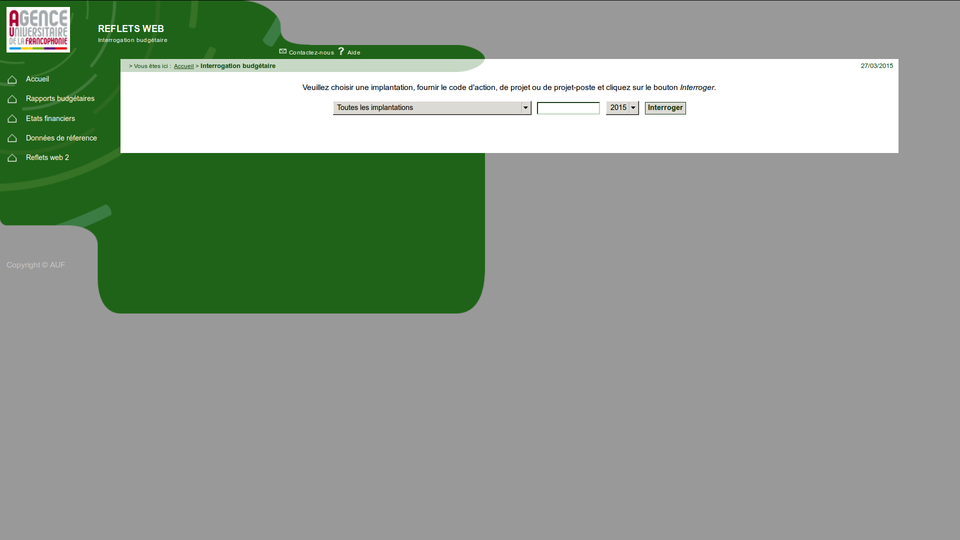 AGENCE
UNIVERSITAIRE
DE LA FRANCOPHONIE
REFLETS WEB
Interrogation budgétaire
Contactez-nous ? Aide
> Vous êtes ici : Accueil > Interrogation budgétaire
27/03/2015
Accueil
Rapports budgétaires
Etats financiers
Données de réference
Reflets web 2
Veuillez choisir une implantation, fournir le code d'action, de projet ou de projet-poste et cliquez sur le bouton Interroger.
Toutes les implantations 2015 Interroger
Copyright © AUF